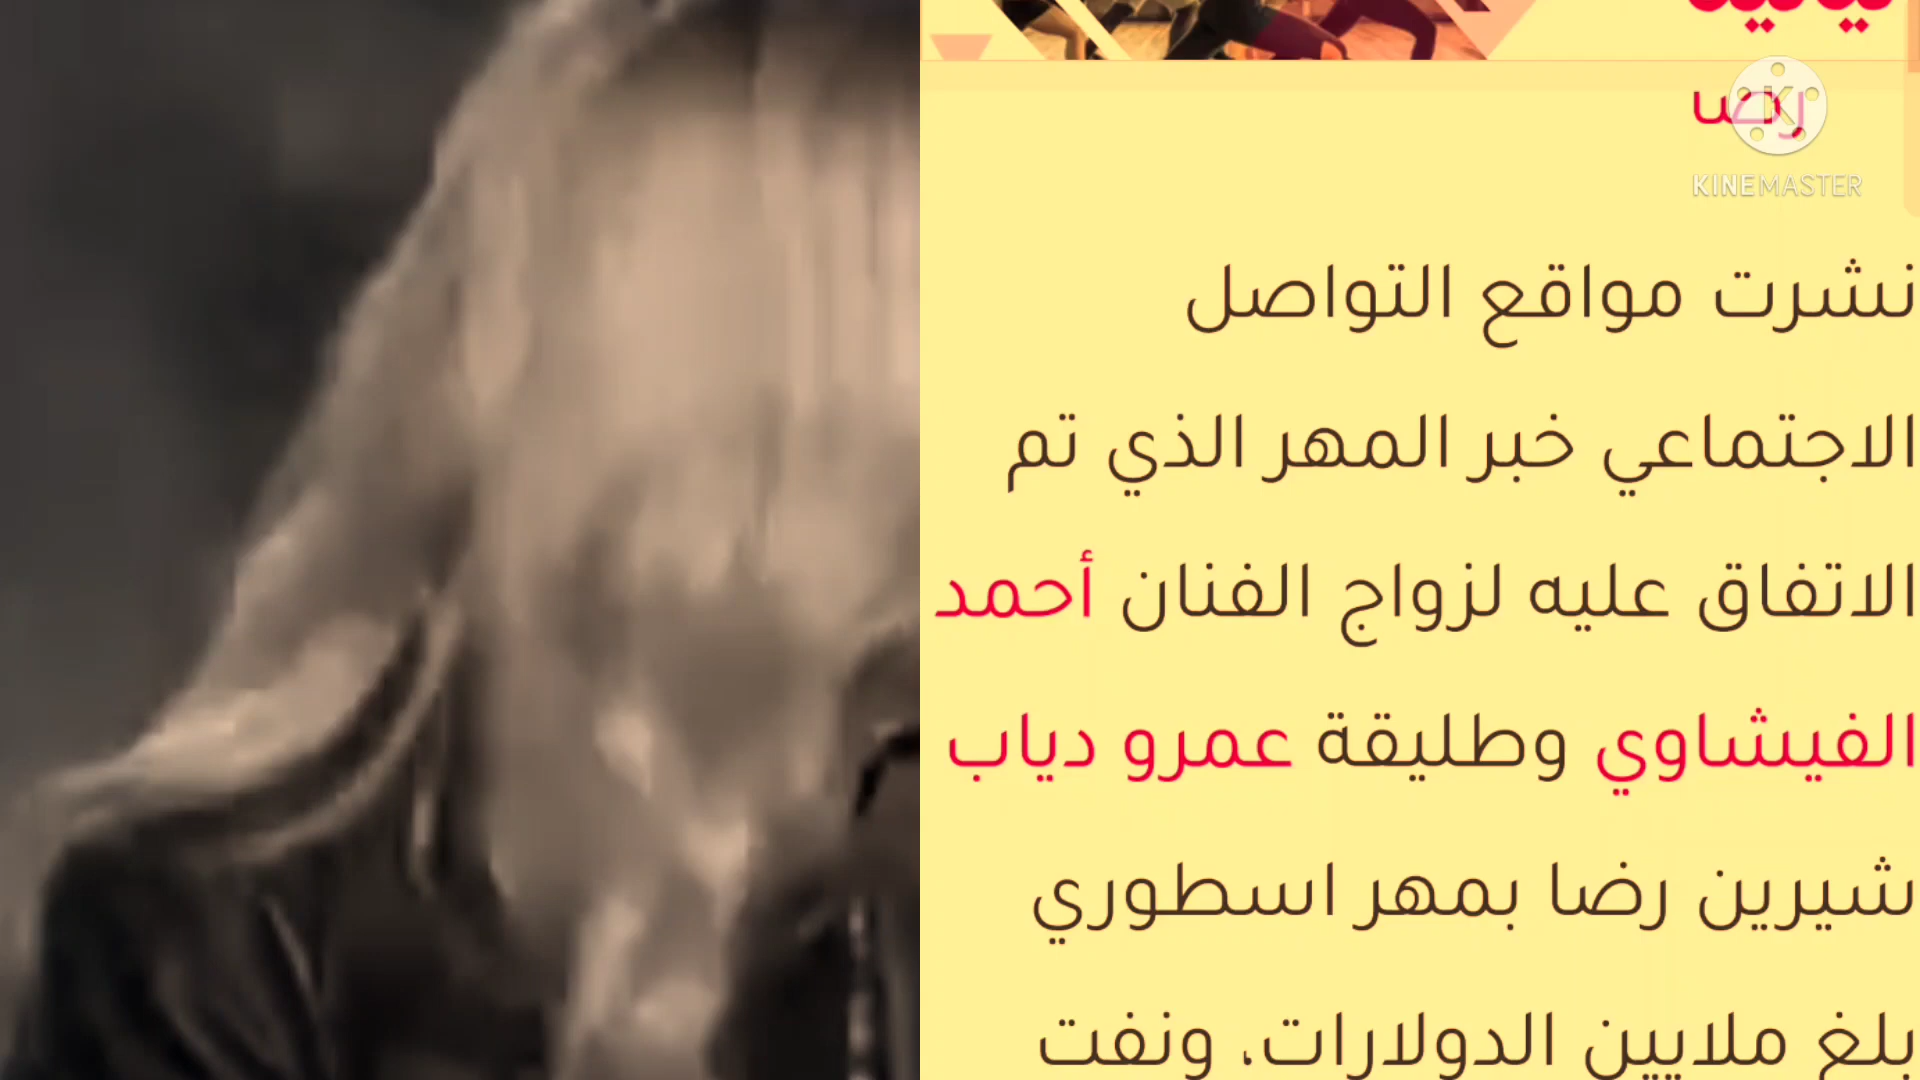 رضا
KINEMASTER
نشرت مواقع التواصل
الاجتماعي خبر المهر الذي تم
الاتفاق عليه لزواج الفنان أحمد
الفيشاوي وطليقة عمرو دياب
شيرين رضا بمهر اسطوري
بلغ ملايين الدولارات، ونفت